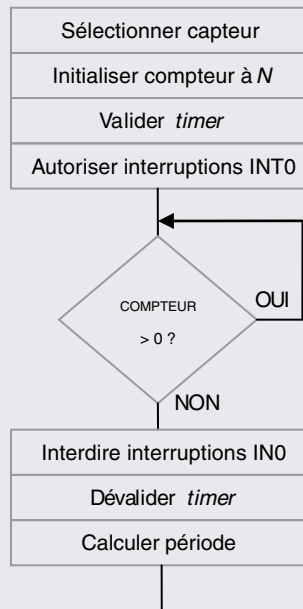 Sélectionner capteur
Initialiser compteur à N
Valider timer
Autoriser interruptions INT0
COMPTEUR
> 0 ?
OUI
NON
Interdire interruptions IN0
Dévalider timer
Calculer période